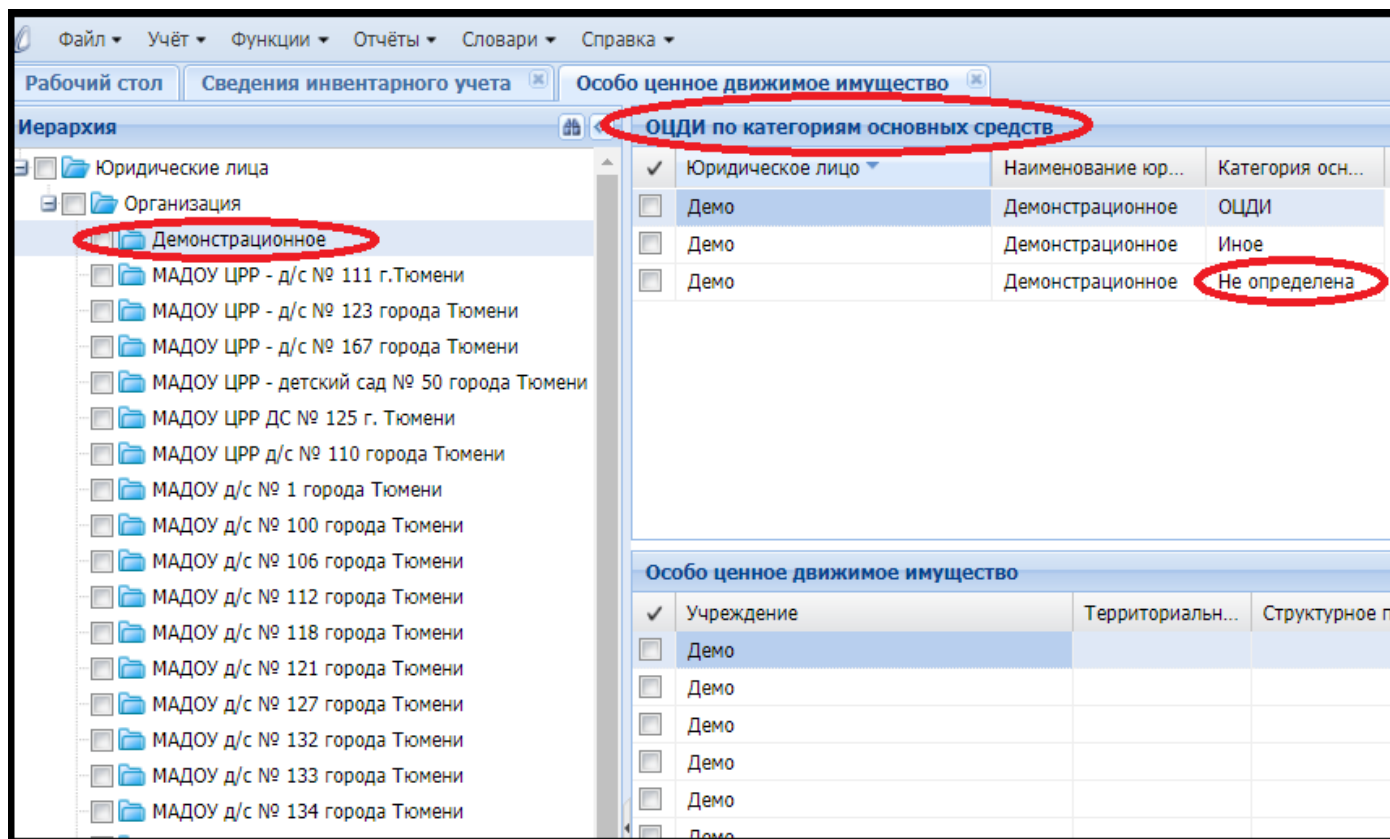 Файл Учёт Функции Отчёты Словари Справка
Рабочий стол Сведения инвентарного учета Особо ценное движимое имущество
Иерархия
Юридические лица
Организация
Демонстрационное
МАДОУ ЦРР - д/с № 111 г.Тюмени
МАДОУ ЦРР - д/с № 123 города Тюмени
МАДОУ ЦРР - д/с № 167 города Тюмени
МАДОУ ЦРР - детский сад № 50 города Тюмени
МАДОУ ЦРР ДС № 125 г. Тюмени
МАДОУ ЦРР д/с № 110 города Тюмени
МАДОУ д/с № 1 города Тюмени
МАДОУ д/с № 100 города Тюмени
МАДОУ д/с № 106 города Тюмени
МАДОУ д/с № 112 города Тюмени
МАДОУ д/с № 118 города Тюмени
МАДОУ д/с № 121 города Тюмени
МАДОУ д/с № 127 города Тюмени
МАДОУ д/с № 132 города Тюмени
МАДОУ д/с № 133 города Тюмени
МАДОУ д/с № 134 города Тюмени
ОЦДИ по категориям основных средств
Юридическое лицо Наименование юр... Категория осн...
Демо Демонстрационное ОЦДИ
Демо Демонстрационное Иное
Демо Демонстрационное Не определена
Особо ценное движимое имущество
Учреждение Территориальн... Структурное п
Демо
Демо
Демо
Демо
Демо
Демо